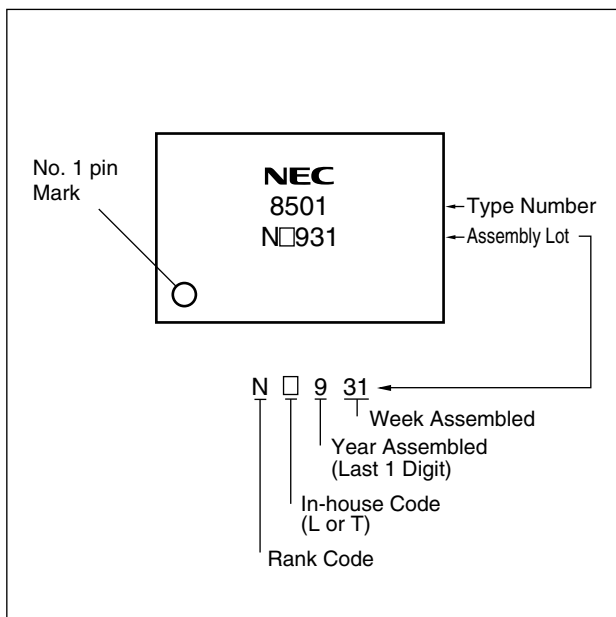 No. 1 pin
Mark
NEC
8501
N□931
Type Number
Assembly Lot
N □ 9 31
Week Assembled
Year Assembled
(Last 1 Digit)
In-house Code
(L or T)
Rank Code